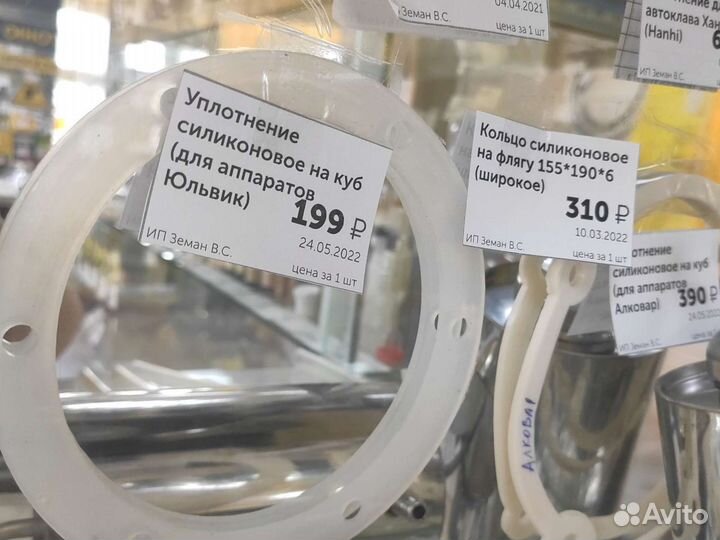 04.04.2021
Земан В.С.
цена за 1 шт
автоклава
(Hanhi)
ИП Земан В.С.
Уплотнение
силиконовое на куб
(для аппаратов
Юльвик)
199 ₽
ИП Земан В.С.
24.05.2022
цена за 1 шт
Кольцо силиконовое
на флягу 155*190*6
(широкое)
310 ₽
10.03.2022
ИП Земан В.С.
цена за 1 шт
силиконовое на куб
(для аппаратов
Алковар)
390 ₽
24.05.2022
ИП Земан В.С.
АЛКОВАР
Avito